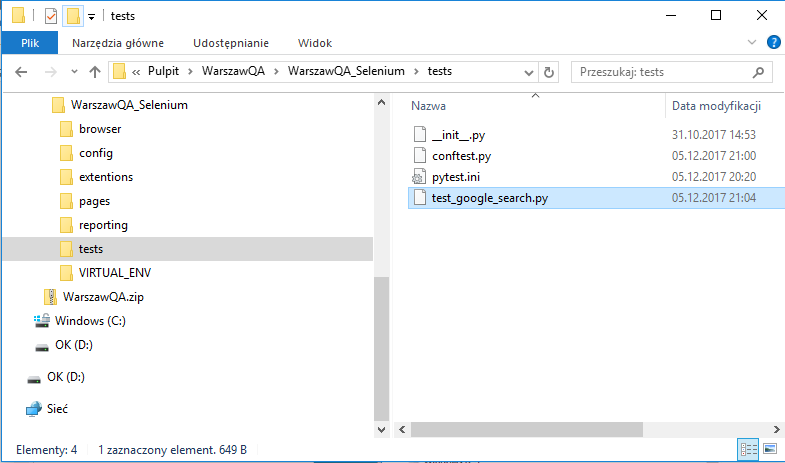 tests
Plik Narzędzia główne Udostępnianie Widok
« Pulpit WarszawQA WarszawQA_Selenium tests Przeszukaj: tests
WarszawQA_Selenium
browser
config
extentions
pages
reporting
tests
VIRTUAL_ENV
WarszawQA.zip
Windows (C:)
OK (D:)
OK (D:)
Sieć
Nazwa Data modyfikacji
__init__.py 31.10.2017 14:53
conftest.py 05.12.2017 21:00
pytest.ini 05.12.2017 20:20
test_google_search.py 05.12.2017 21:04
Elementy: 4 1 zaznaczony element. 649 B